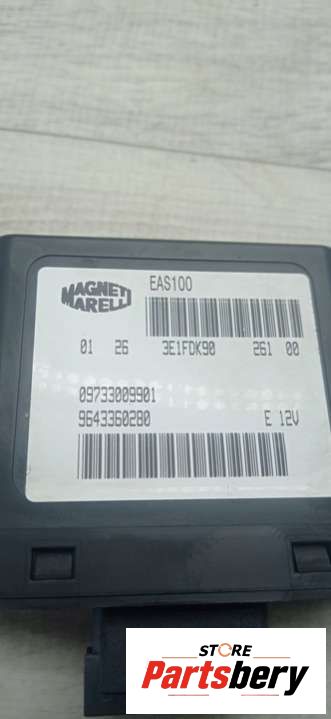 MAGNETI
MARELLI
EAS100
01 26 3E1FDK90 261 00
09733009901
9643360280 E 12V
STORE
Partsbery